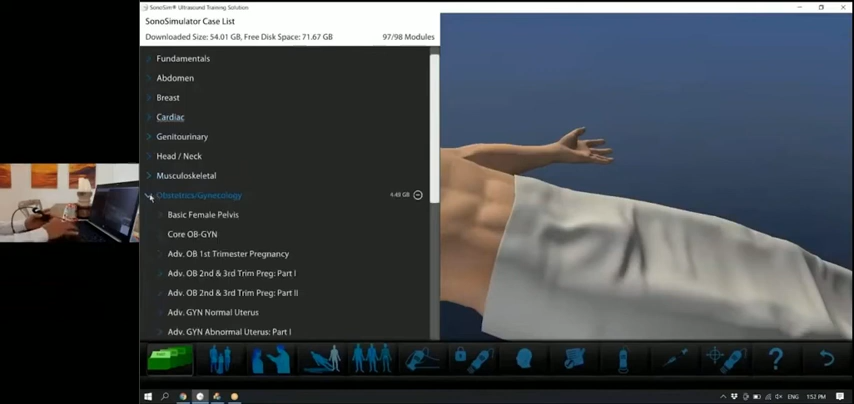 SonoSim® Ultrasound Training Solution
SonoSimulator Case List
Downloaded Size: 54.01 GB, Free Disk Space: 71.67 GB 97/98 Modules
Fundamentals
Abdomen
Breast
Cardiac
Genitourinary
Head / Neck
Musculoskeletal
Obstetrics/Gynecology 4.49 GB
Basic Female Pelvis
Core OB-GYN
Adv. OB 1st Trimester Pregnancy
Adv. OB 2nd & 3rd Trim Preg: Part I
Adv. OB 2nd & 3rd Trim Preg: Part II
Adv. GYN Normal Uterus
Adv. GYN Abnormal Uterus: Part I
ENG 1:52 PM